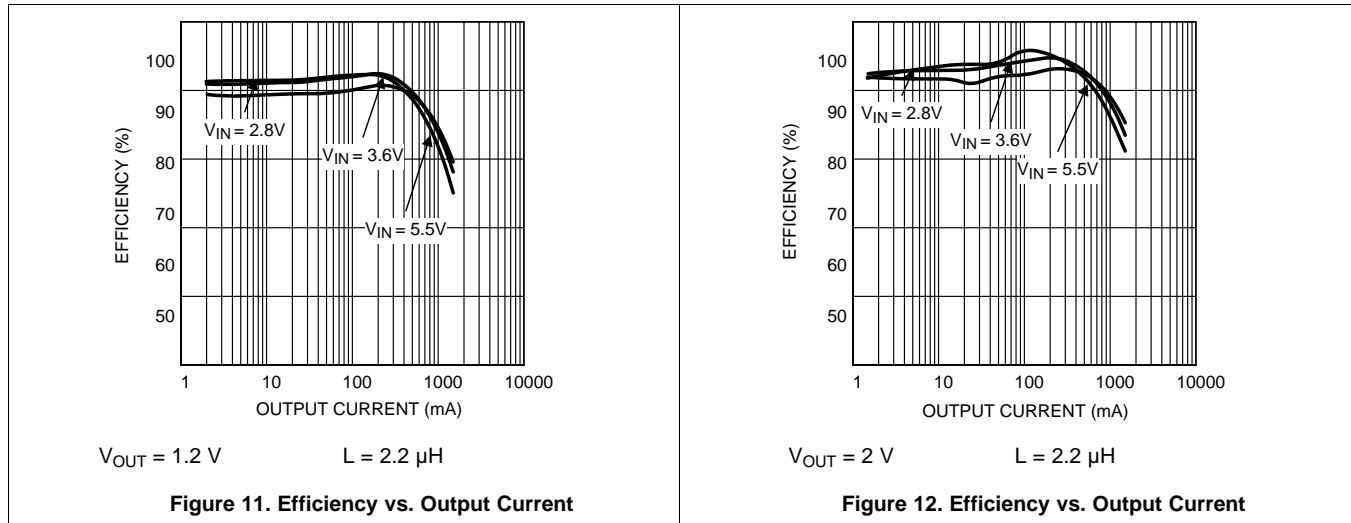 EFFICIENCY (%)
100
90
80
70
60
50
V_IN = 2.8V
V_IN = 3.6V
V_IN = 5.5V
1 10 100 1000 10000
OUTPUT CURRENT (mA)
V_OUT = 1.2 V L = 2.2 µH
Figure 11. Efficiency vs. Output Current
EFFICIENCY (%)
100
90
80
70
60
50
V_IN = 2.8V
V_IN = 3.6V
V_IN = 5.5V
1 10 100 1000 10000
OUTPUT CURRENT (mA)
V_OUT = 2 V L = 2.2 µH
Figure 12. Efficiency vs. Output Current